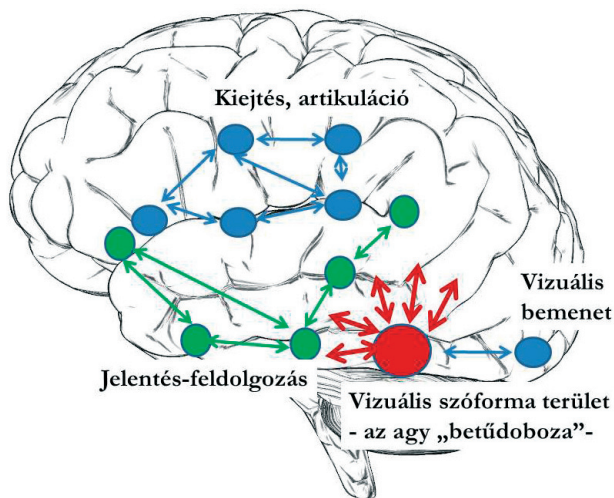 Kiejtés, artikuláció
Vizuális
bemenet
Jelentés-feldolgozás
Vizuális szóforma terület
- az agy „betűdoboza”-